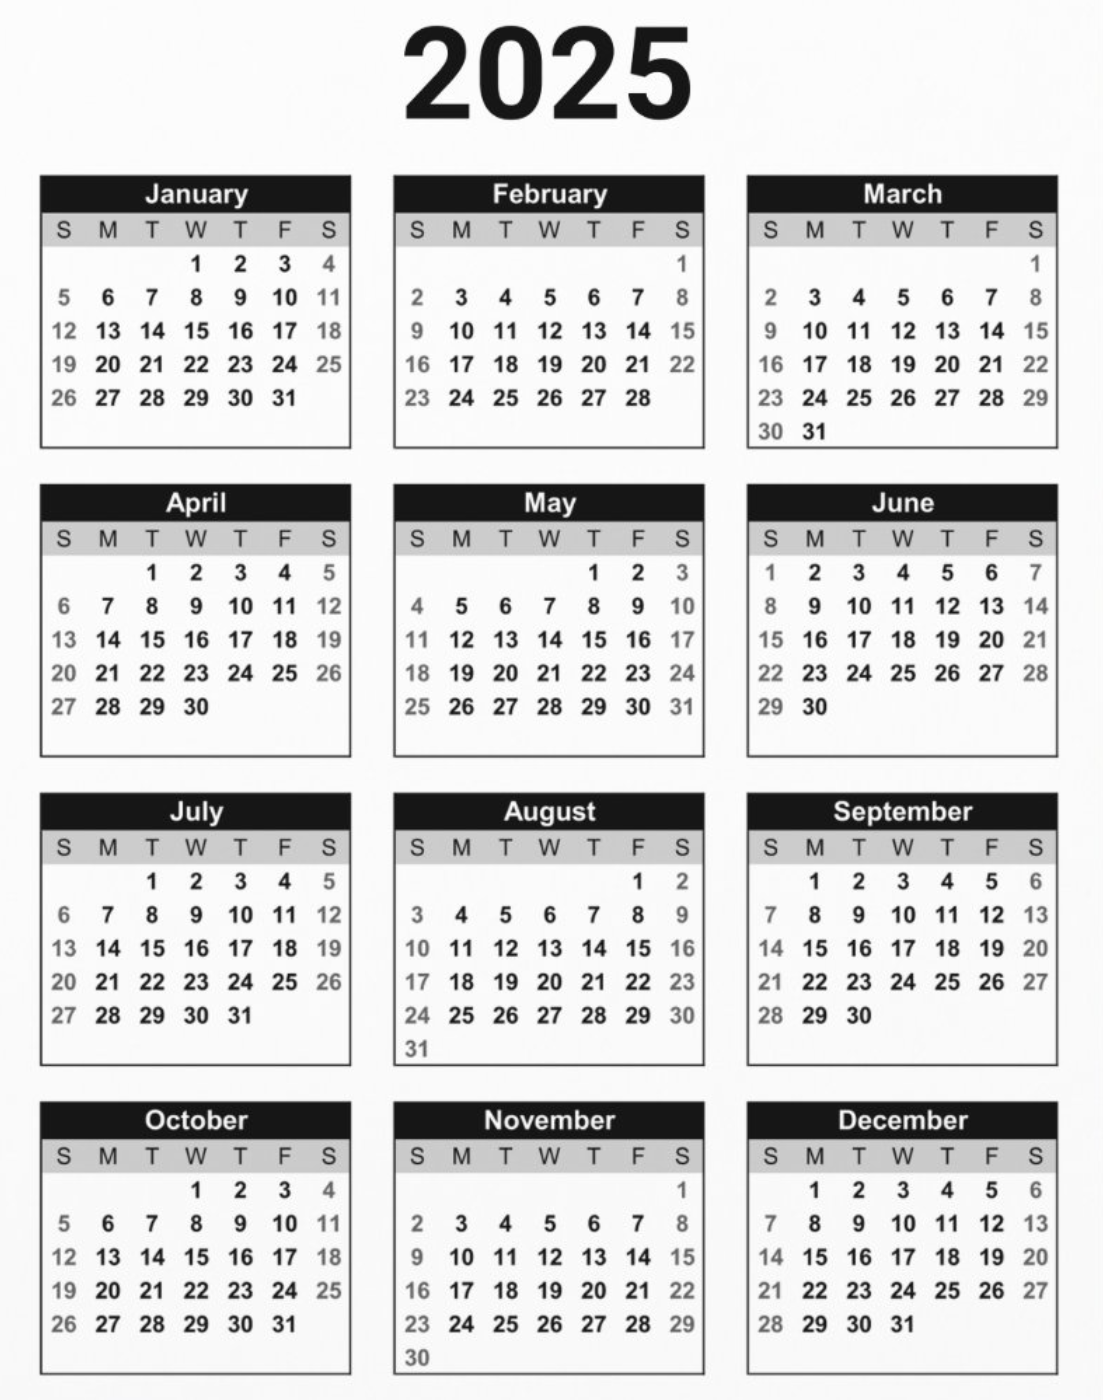 2025
January
S M T W T F S
1 2 3 4
5 6 7 8 9 10 11
12 13 14 15 16 17 18
19 20 21 22 23 24 25
26 27 28 29 30 31
February
S M T W T F S
1
2 3 4 5 6 7 8
9 10 11 12 13 14 15
16 17 18 19 20 21 22
23 24 25 26 27 28
March
S M T W T F S
1
2 3 4 5 6 7 8
9 10 11 12 13 14 15
16 17 18 19 20 21 22
23 24 25 26 27 28 29
30 31
April
S M T W T F S
1 2 3 4 5
6 7 8 9 10 11 12
13 14 15 16 17 18 19
20 21 22 23 24 25 26
27 28 29 30
May
S M T W T F S
1 2 3
4 5 6 7 8 9 10
11 12 13 14 15 16 17
18 19 20 21 22 23 24
25 26 27 28 29 30 31
June
S M T W T F S
1 2 3 4 5 6 7
8 9 10 11 12 13 14
15 16 17 18 19 20 21
22 23 24 25 26 27 28
29 30
July
S M T W T F S
1 2 3 4 5
6 7 8 9 10 11 12
13 14 15 16 17 18 19
20 21 22 23 24 25 26
27 28 29 30 31
August
S M T W T F S
1 2
3 4 5 6 7 8 9
10 11 12 13 14 15 16
17 18 19 20 21 22 23
24 25 26 27 28 29 30
31
September
S M T W T F S
1 2 3 4 5 6
7 8 9 10 11 12 13
14 15 16 17 18 19 20
21 22 23 24 25 26 27
28 29 30
October
S M T W T F S
1 2 3 4
5 6 7 8 9 10 11
12 13 14 15 16 17 18
19 20 21 22 23 24 25
26 27 28 29 30 31
November
S M T W T F S
1
2 3 4 5 6 7 8
9 10 11 12 13 14 15
16 17 18 19 20 21 22
23 24 25 26 27 28 29
30
December
S M T W T F S
1 2 3 4 5 6
7 8 9 10 11 12 13
14 15 16 17 18 19 20
21 22 23 24 25 26 27
28 29 30 31